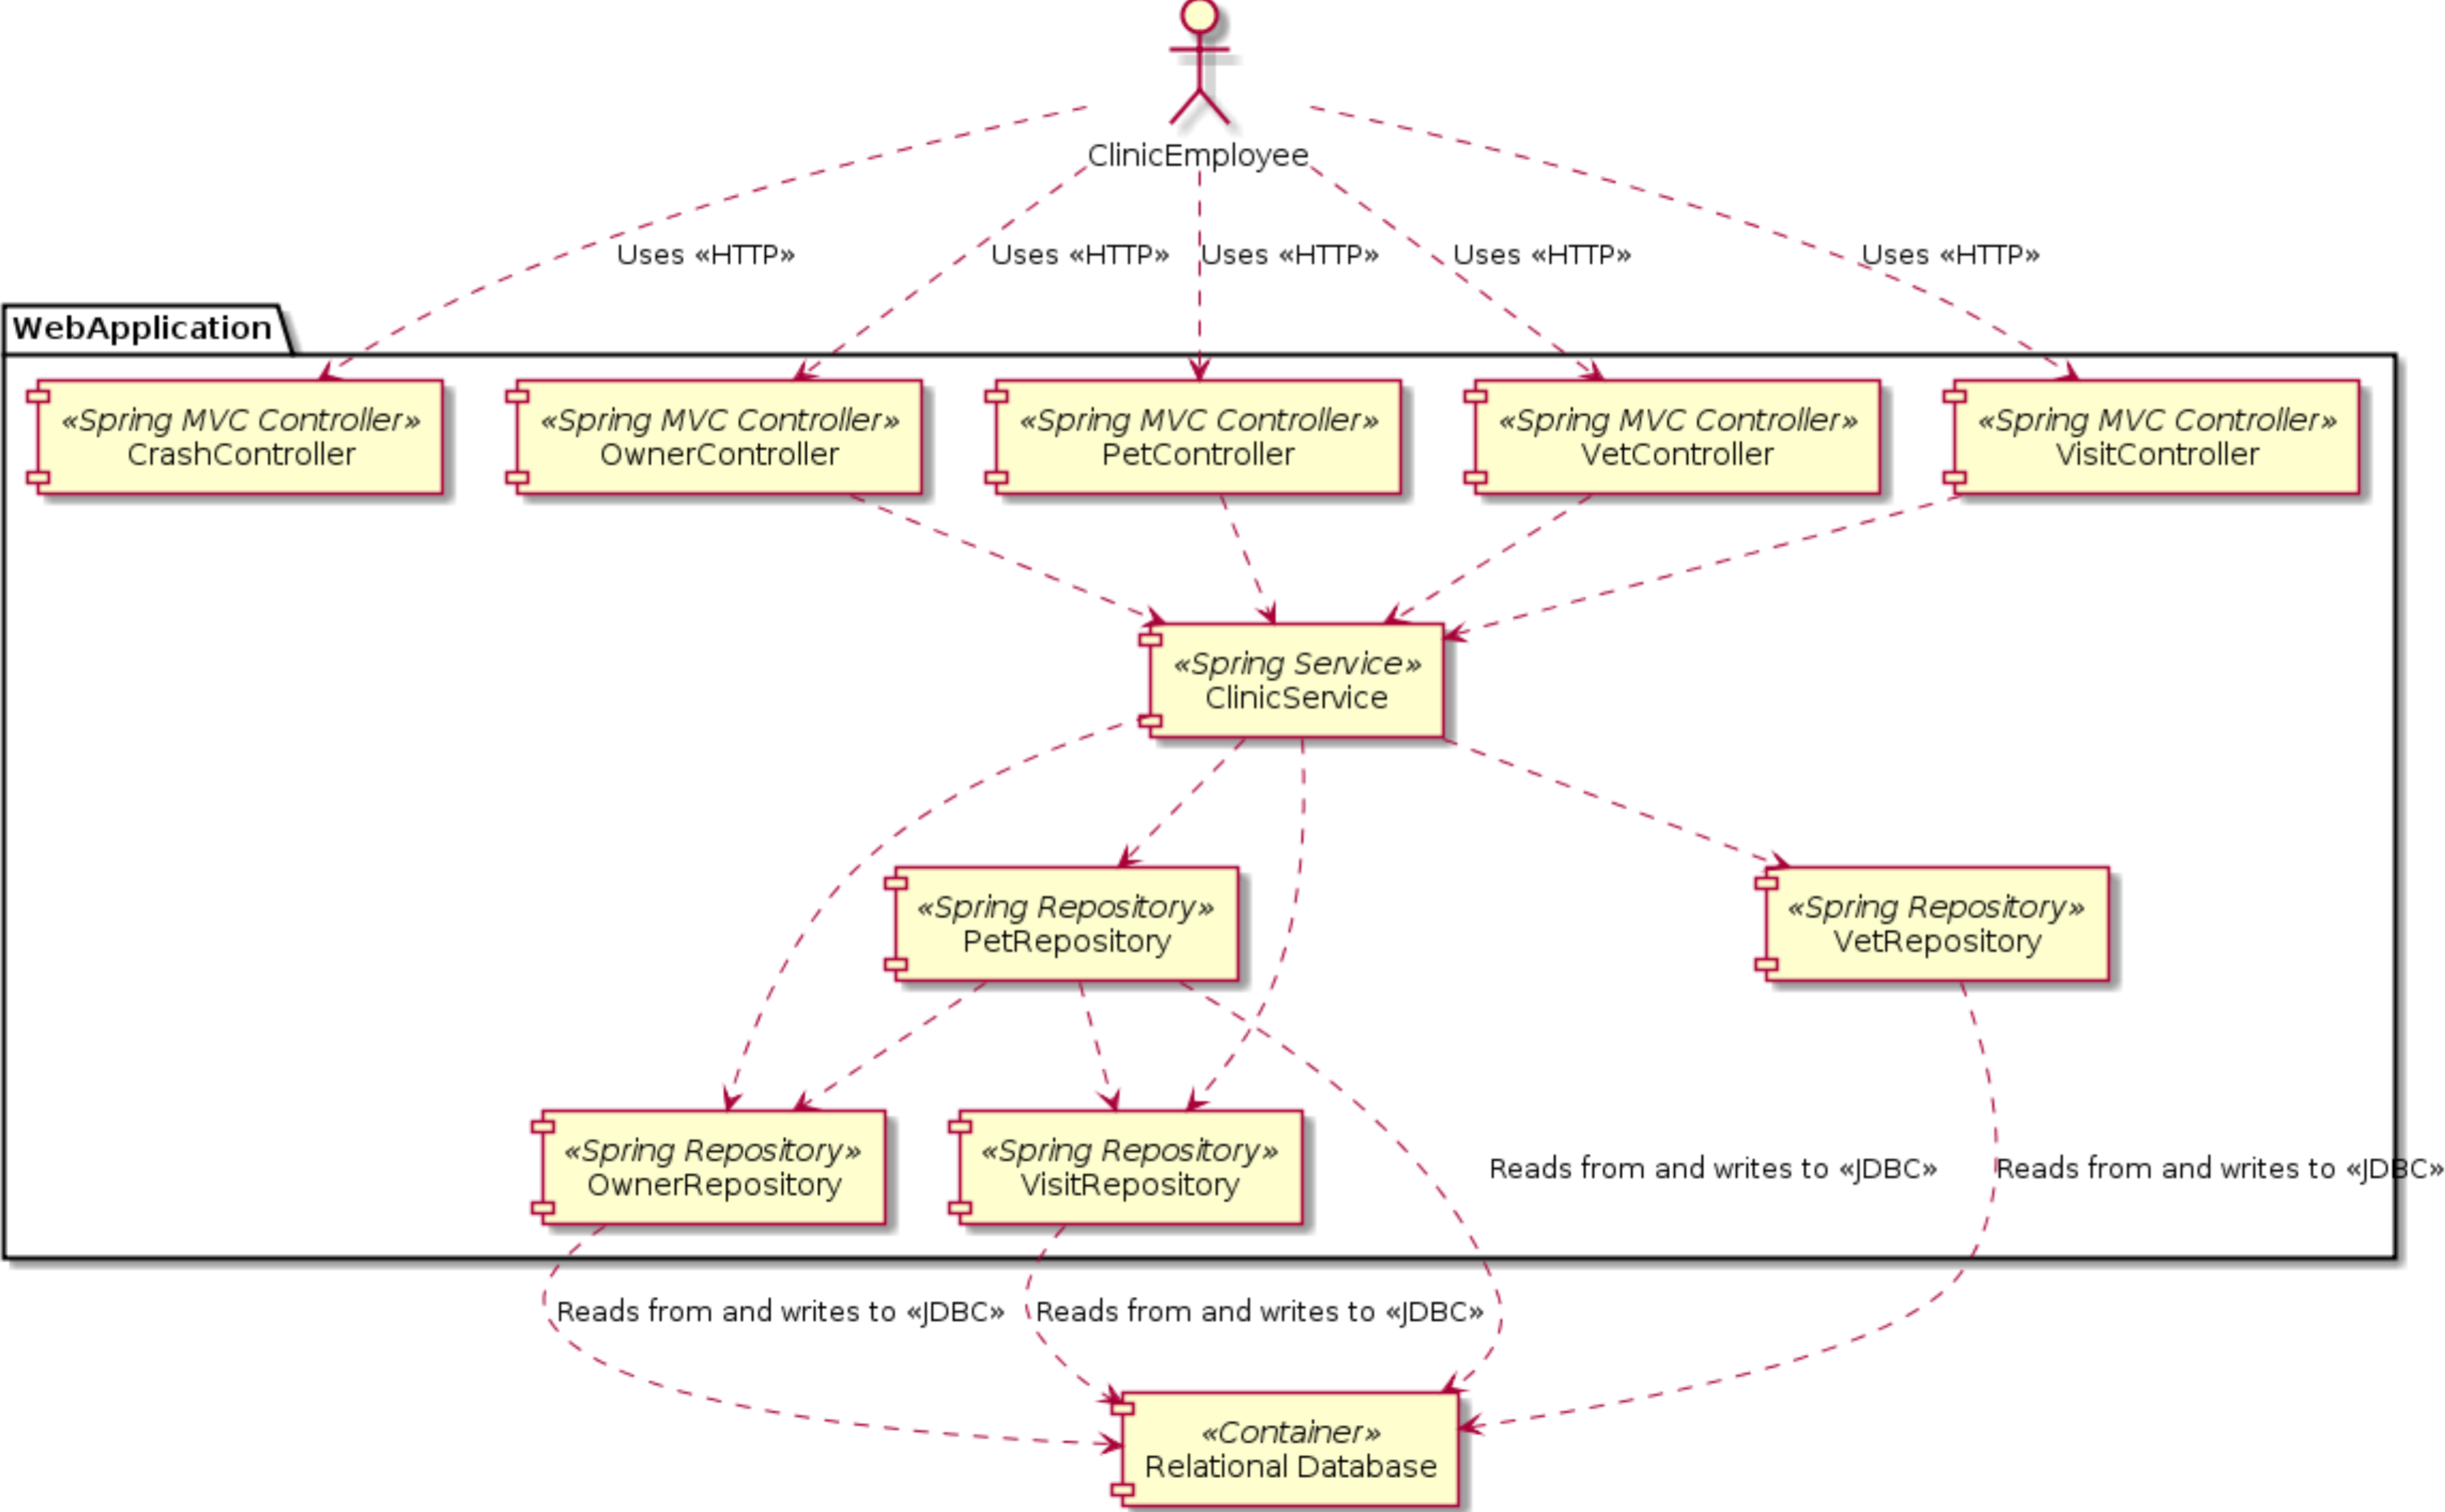 ClinicEmployee
Uses «HTTP»
Uses «HTTP»
Uses «HTTP»
Uses «HTTP»
Uses «HTTP»
WebApplication
«Spring MVC Controller»
CrashController
«Spring MVC Controller»
OwnerController
«Spring MVC Controller»
PetController
«Spring MVC Controller»
VetController
«Spring MVC Controller»
VisitController
«Spring Service»
ClinicService
«Spring Repository»
PetRepository
«Spring Repository»
VetRepository
«Spring Repository»
OwnerRepository
«Spring Repository»
VisitRepository
Reads from and writes to «JDBC»
Reads from and writes to «JDBC»
Reads from and writes to «JDBC»
Reads from and writes to «JDBC»
«Container»
Relational Database